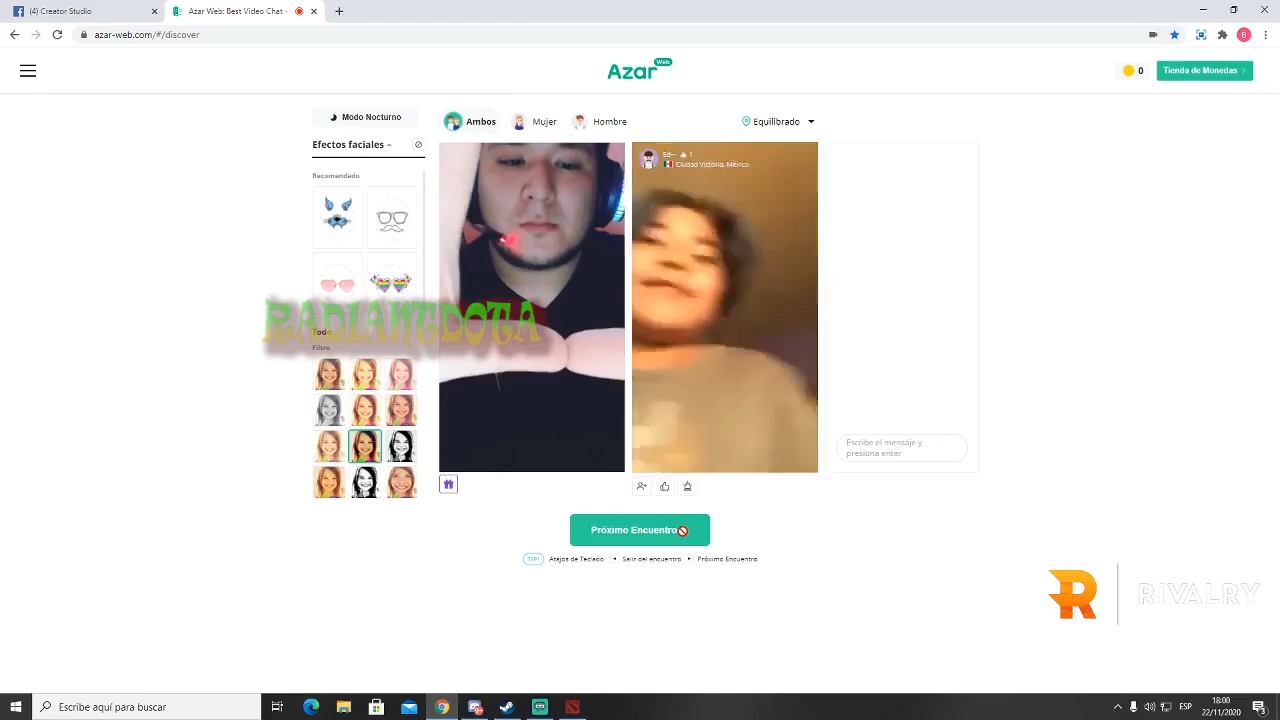 (4) Creator Studio
Azar Web: Best Video Chat -
azar-web.com/#/discover
B
Azar Web
0
Tienda de Monedas
Modo Nocturno
Ambos
Mujer
Hombre
Equilibrado
Efectos faciales
Recomendado
Ed— 1
Ciudad Victoria, México
RADIANTDOTA
Todo
Filtro
Escribe el mensaje y
presiona enter
Próximo Encuentro
TIP! Atajos de Teclado Salir del encuentro Próximo Encuentro
R RIVALRY
Escribe aquí para buscar
ESP
18:00
22/11/2020